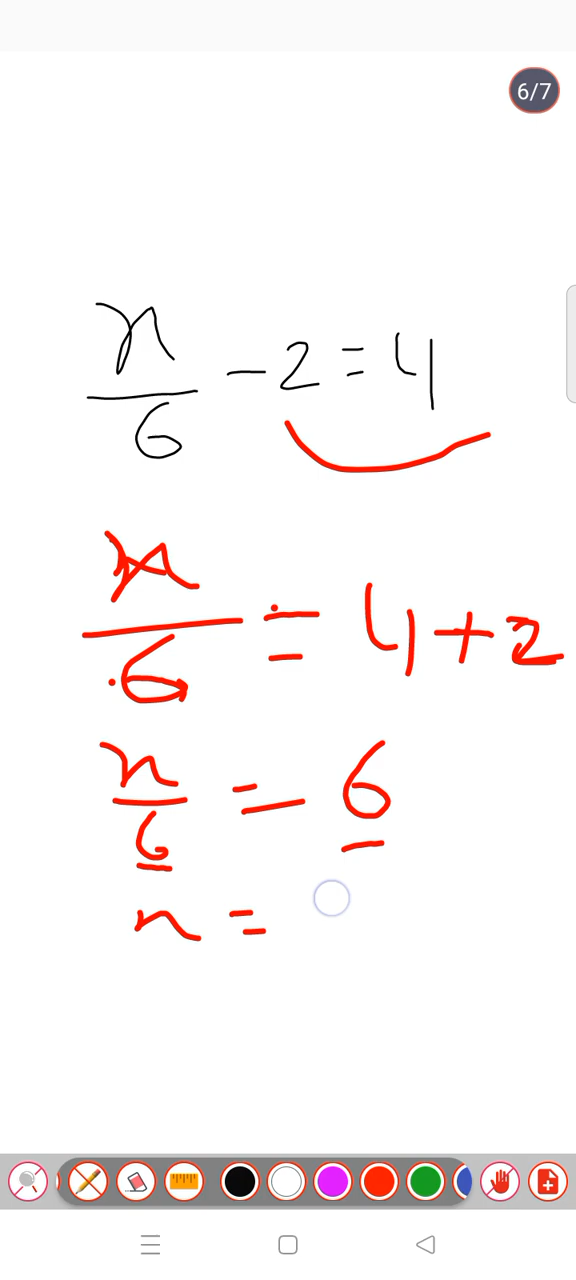 6/7
x/6 - 2 = 4
x/6 = 4 + 2
x/6 = 6
x =